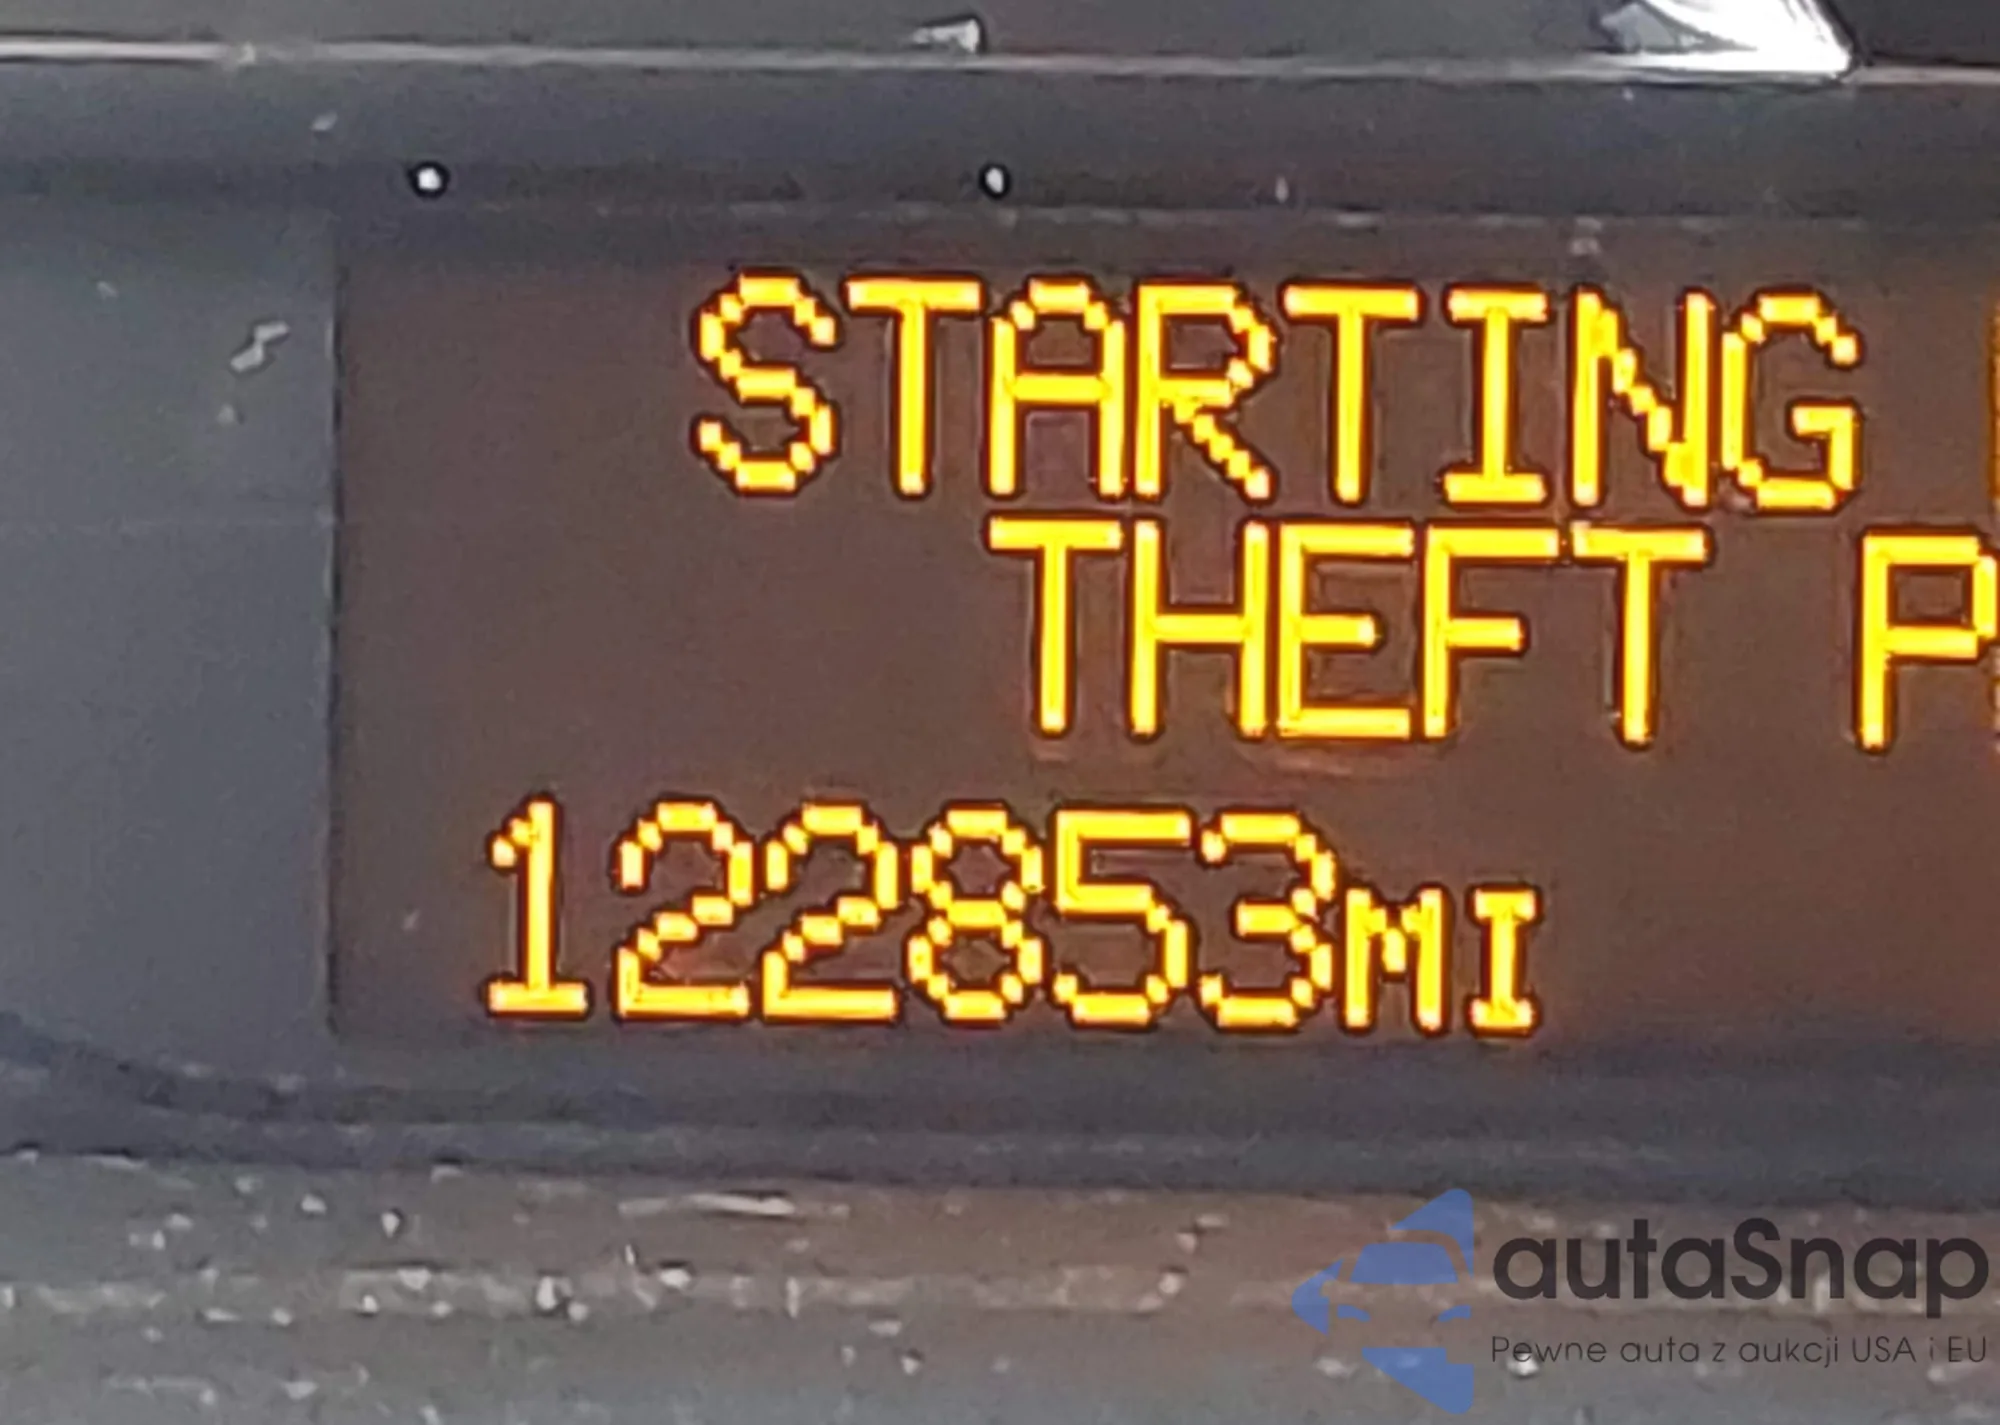 STARTING
THEFT P
122853MI
autaSnap
Pewne auta z aukcji USA i EU